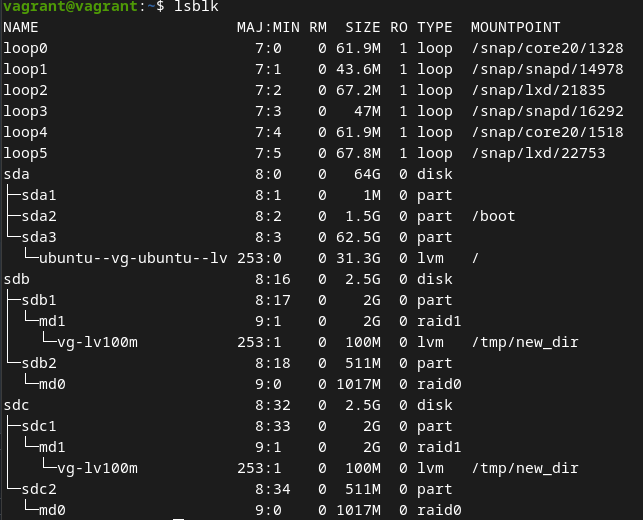 vagrant@vagrant:~$ lsblk
NAME                      MAJ:MIN RM  SIZE RO TYPE  MOUNTPOINT
loop0                       7:0    0 61.9M  1 loop  /snap/core20/1328
loop1                       7:1    0 43.6M  1 loop  /snap/snapd/14978
loop2                       7:2    0 67.2M  1 loop  /snap/lxd/21835
loop3                       7:3    0   47M  1 loop  /snap/snapd/16292
loop4                       7:4    0 61.9M  1 loop  /snap/core20/1518
loop5                       7:5    0 67.8M  1 loop  /snap/lxd/22753
sda                         8:0    0   64G  0 disk
├─sda1                      8:1    0    1M  0 part
├─sda2                      8:2    0  1.5G  0 part  /boot
└─sda3                      8:3    0 62.5G  0 part
  └─ubuntu--vg-ubuntu--lv 253:0    0 31.3G  0 lvm   /
sdb                         8:16   0  2.5G  0 disk
├─sdb1                      8:17   0    2G  0 part
│ └─md1                     9:1    0    2G  0 raid1
│   └─vg-lv100m           253:1    0  100M  0 lvm   /tmp/new_dir
└─sdb2                      8:18   0  511M  0 part
  └─md0                     9:0    0 1017M  0 raid0
sdc                         8:32   0  2.5G  0 disk
├─sdc1                      8:33   0    2G  0 part
│ └─md1                     9:1    0    2G  0 raid1
│   └─vg-lv100m           253:1    0  100M  0 lvm   /tmp/new_dir
└─sdc2                      8:34   0  511M  0 part
  └─md0                     9:0    0 1017M  0 raid0